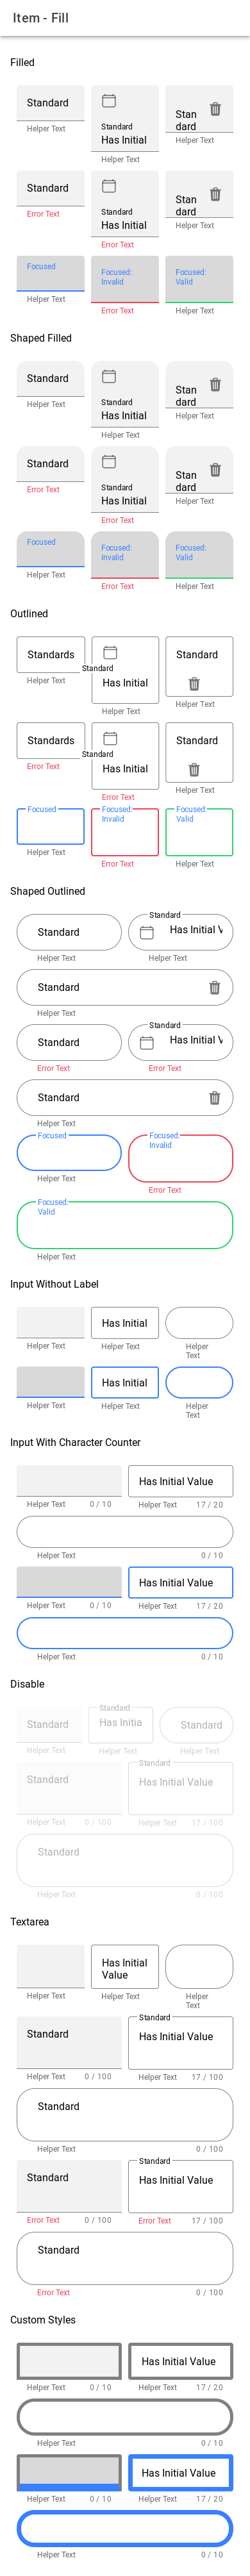 Item - Fill
Filled
Standard
Standard
Has Initial
Stan
dard
Helper Text
Helper Text
Helper Text
Standard
Standard
Has Initial
Stan
dard
Error Text
Error Text
Helper Text
Focused
Focused:
Invalid
Focused:
Valid
Helper Text
Error Text
Helper Text
Shaped Filled
Standard
Standard
Has Initial
Stan
dard
Helper Text
Helper Text
Helper Text
Standard
Standard
Has Initial
Stan
dard
Error Text
Error Text
Helper Text
Focused
Focused:
Invalid
Focused:
Valid
Helper Text
Error Text
Helper Text
Outlined
Standards
Standard
Has Initial
Standard
Helper Text
Helper Text
Helper Text
Standards
Standard
Has Initial
Standard
Error Text
Error Text
Helper Text
Focused
Focused:
Invalid
Focused:
Valid
Helper Text
Error Text
Helper Text
Shaped Outlined
Standard
Standard
Has Initial V
Helper Text
Helper Text
Standard
Helper Text
Standard
Standard
Has Initial V
Error Text
Error Text
Standard
Helper Text
Focused
Focused:
Invalid
Helper Text
Error Text
Focused:
Valid
Helper Text
Input Without Label
Has Initial
Helper Text
Helper Text
Helper
Text
Has Initial
Helper Text
Helper Text
Helper
Text
Input With Character Counter
Has Initial Value
Helper Text 0 / 10
Helper Text 17 / 20
Helper Text 0 / 10
Has Initial Value
Helper Text 0 / 10
Helper Text 17 / 20
Helper Text 0 / 10
Disable
Standard
Standard
Has Initia
Standard
Helper Text
Helper Text
Helper Text
Standard
Standard
Has Initial Value
Helper Text 0 / 100
Helper Text 17 / 100
Standard
Helper Text 0 / 100
Textarea
Has Initial
Value
Helper Text
Helper Text
Helper
Text
Standard
Standard
Has Initial Value
Helper Text 0 / 100
Helper Text 17 / 100
Standard
Helper Text 0 / 100
Standard
Standard
Has Initial Value
Error Text 0 / 100
Error Text 17 / 100
Standard
Error Text 0 / 100
Custom Styles
Has Initial Value
Helper Text 0 / 10
Helper Text 17 / 20
Helper Text 0 / 10
Has Initial Value
Helper Text 0 / 10
Helper Text 17 / 20
Helper Text 0 / 10